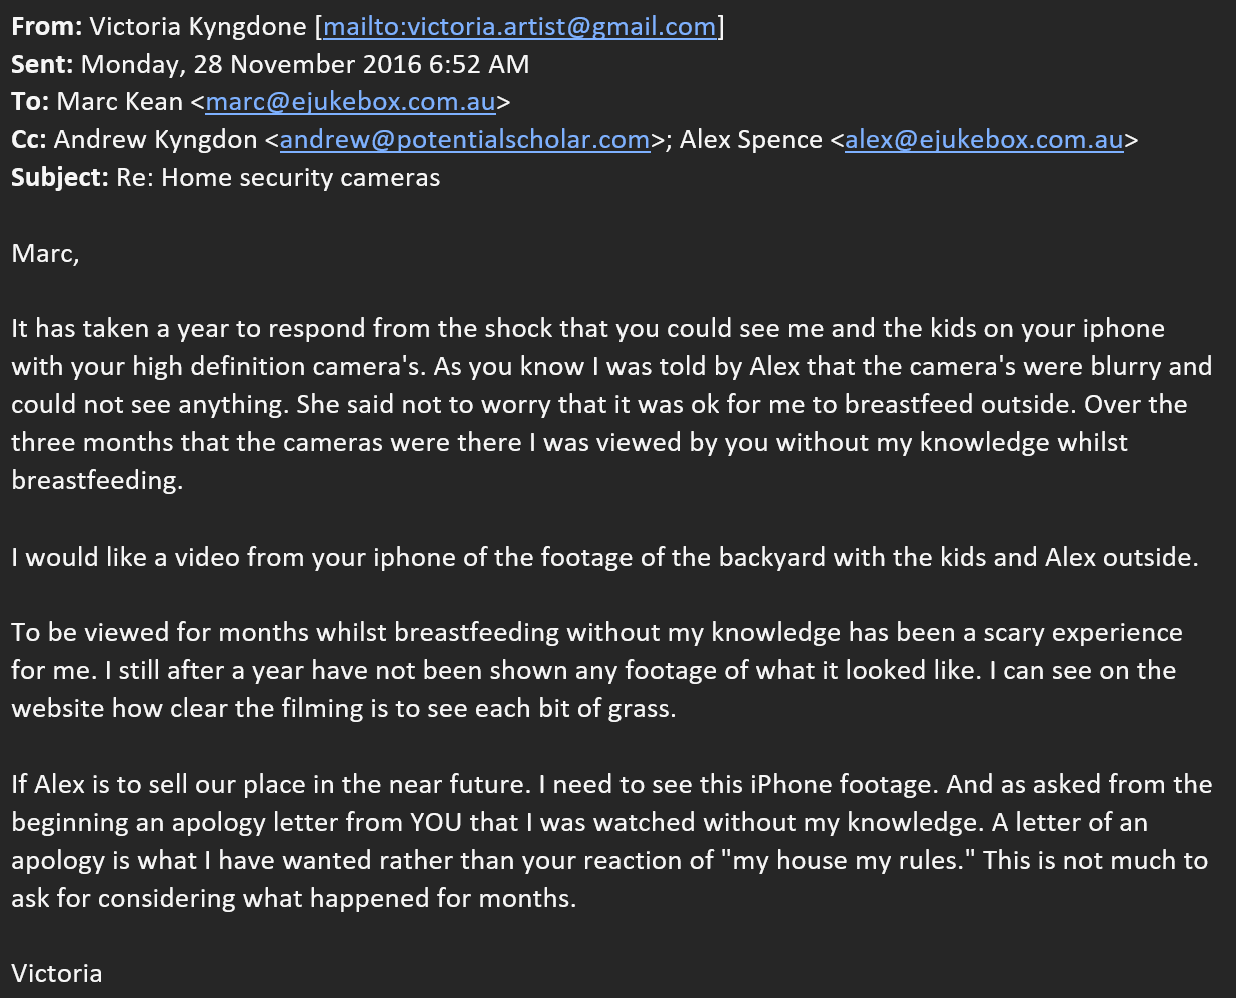 From: Victoria Kyngdone [mailto:victoria.artist@gmail.com]
Sent: Monday, 28 November 2016 6:52 AM
To: Marc Kean <marc@ejukebox.com.au>
Cc: Andrew Kyngdon <andrew@potentialscholar.com>; Alex Spence <alex@ejukebox.com.au>
Subject: Re: Home security cameras
Marc,
It has taken a year to respond from the shock that you could see me and the kids on your iphone
with your high definition camera's. As you know I was told by Alex that the camera's were blurry and
could not see anything. She said not to worry that it was ok for me to breastfeed outside. Over the
three months that the cameras were there I was viewed by you without my knowledge whilst
breastfeeding.
I would like a video from your iphone of the footage of the backyard with the kids and Alex outside.
To be viewed for months whilst breastfeeding without my knowledge has been a scary experience
for me. I still after a year have not been shown any footage of what it looked like. I can see on the
website how clear the filming is to see each bit of grass.
If Alex is to sell our place in the near future. I need to see this iPhone footage. And as asked from the
beginning an apology letter from YOU that I was watched without my knowledge. A letter of an
apology is what I have wanted rather than your reaction of "my house my rules." This is not much to
ask for considering what happened for months.
Victoria